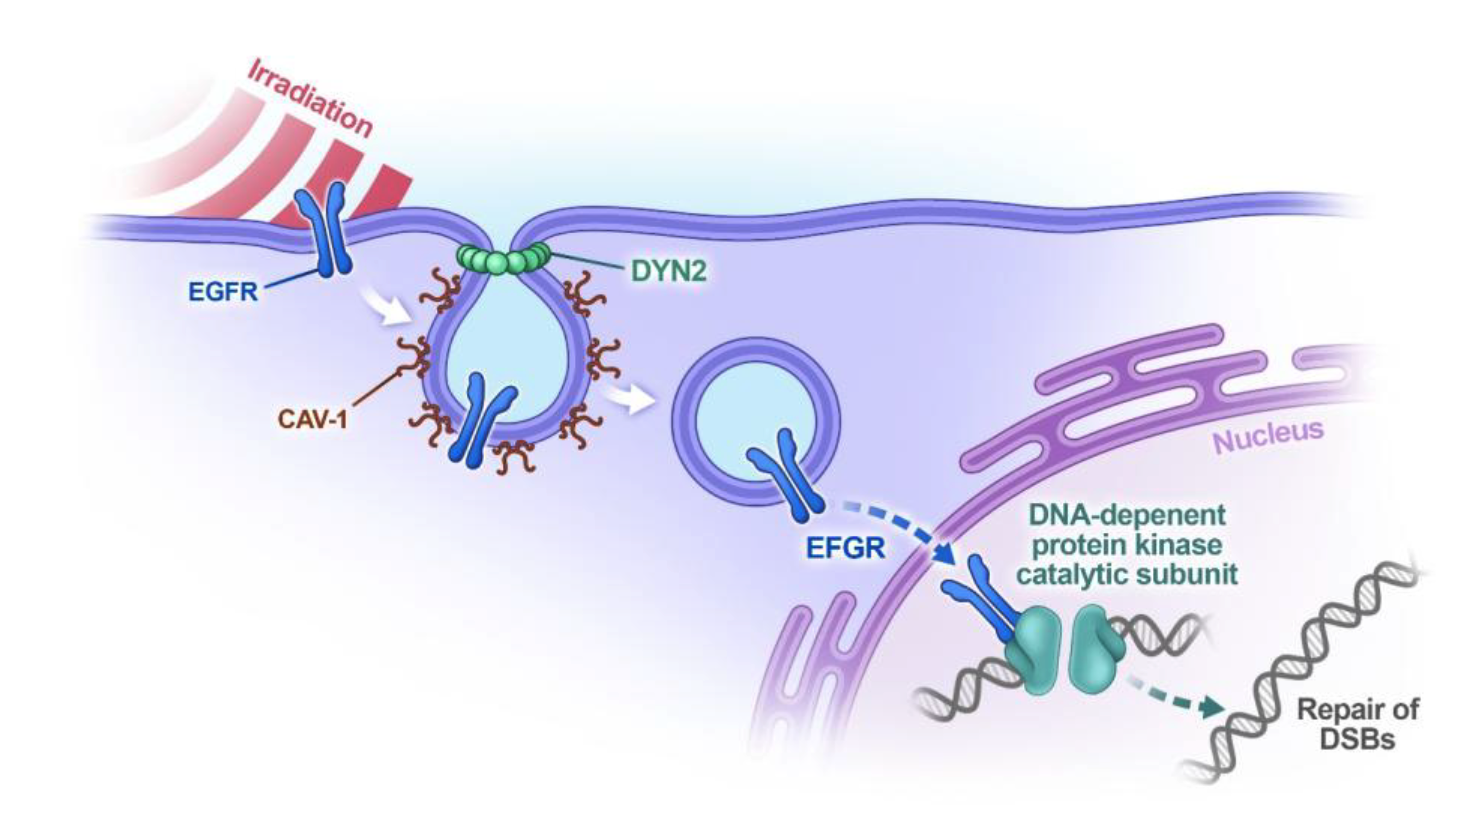 Irradiation
EGFR
DYN2
CAV-1
Nucleus
EFGR
DNA-depenent
protein kinase
catalytic subunit
Repair of
DSBs